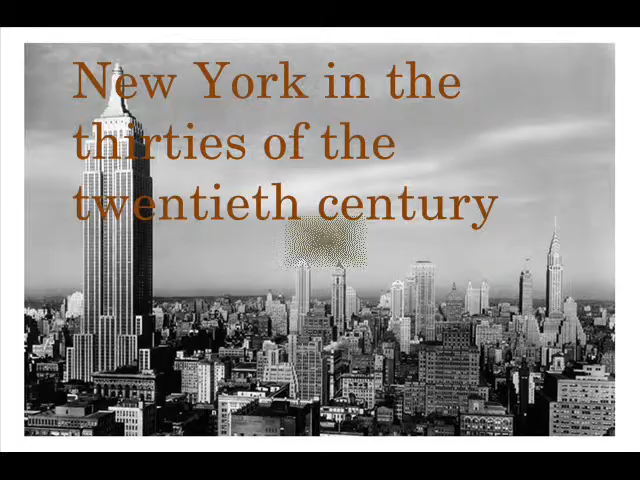 New York in the
thirties of the
twentieth century